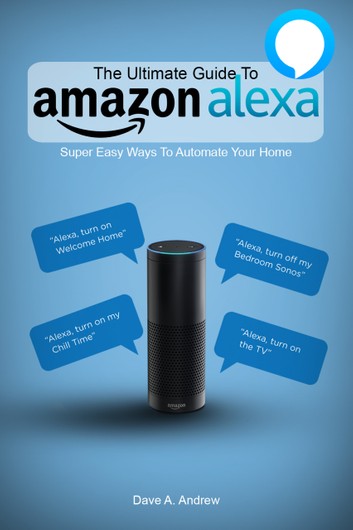 The Ultimate Guide To
amazon alexa
Super Easy Ways To Automate Your Home
"Alexa, turn on
Welcome Home"
"Alexa, turn off my
Bedroom Sonos"
"Alexa, turn on my
Chill Time"
"Alexa, turn on
the TV"
amazon
Dave A. Andrew